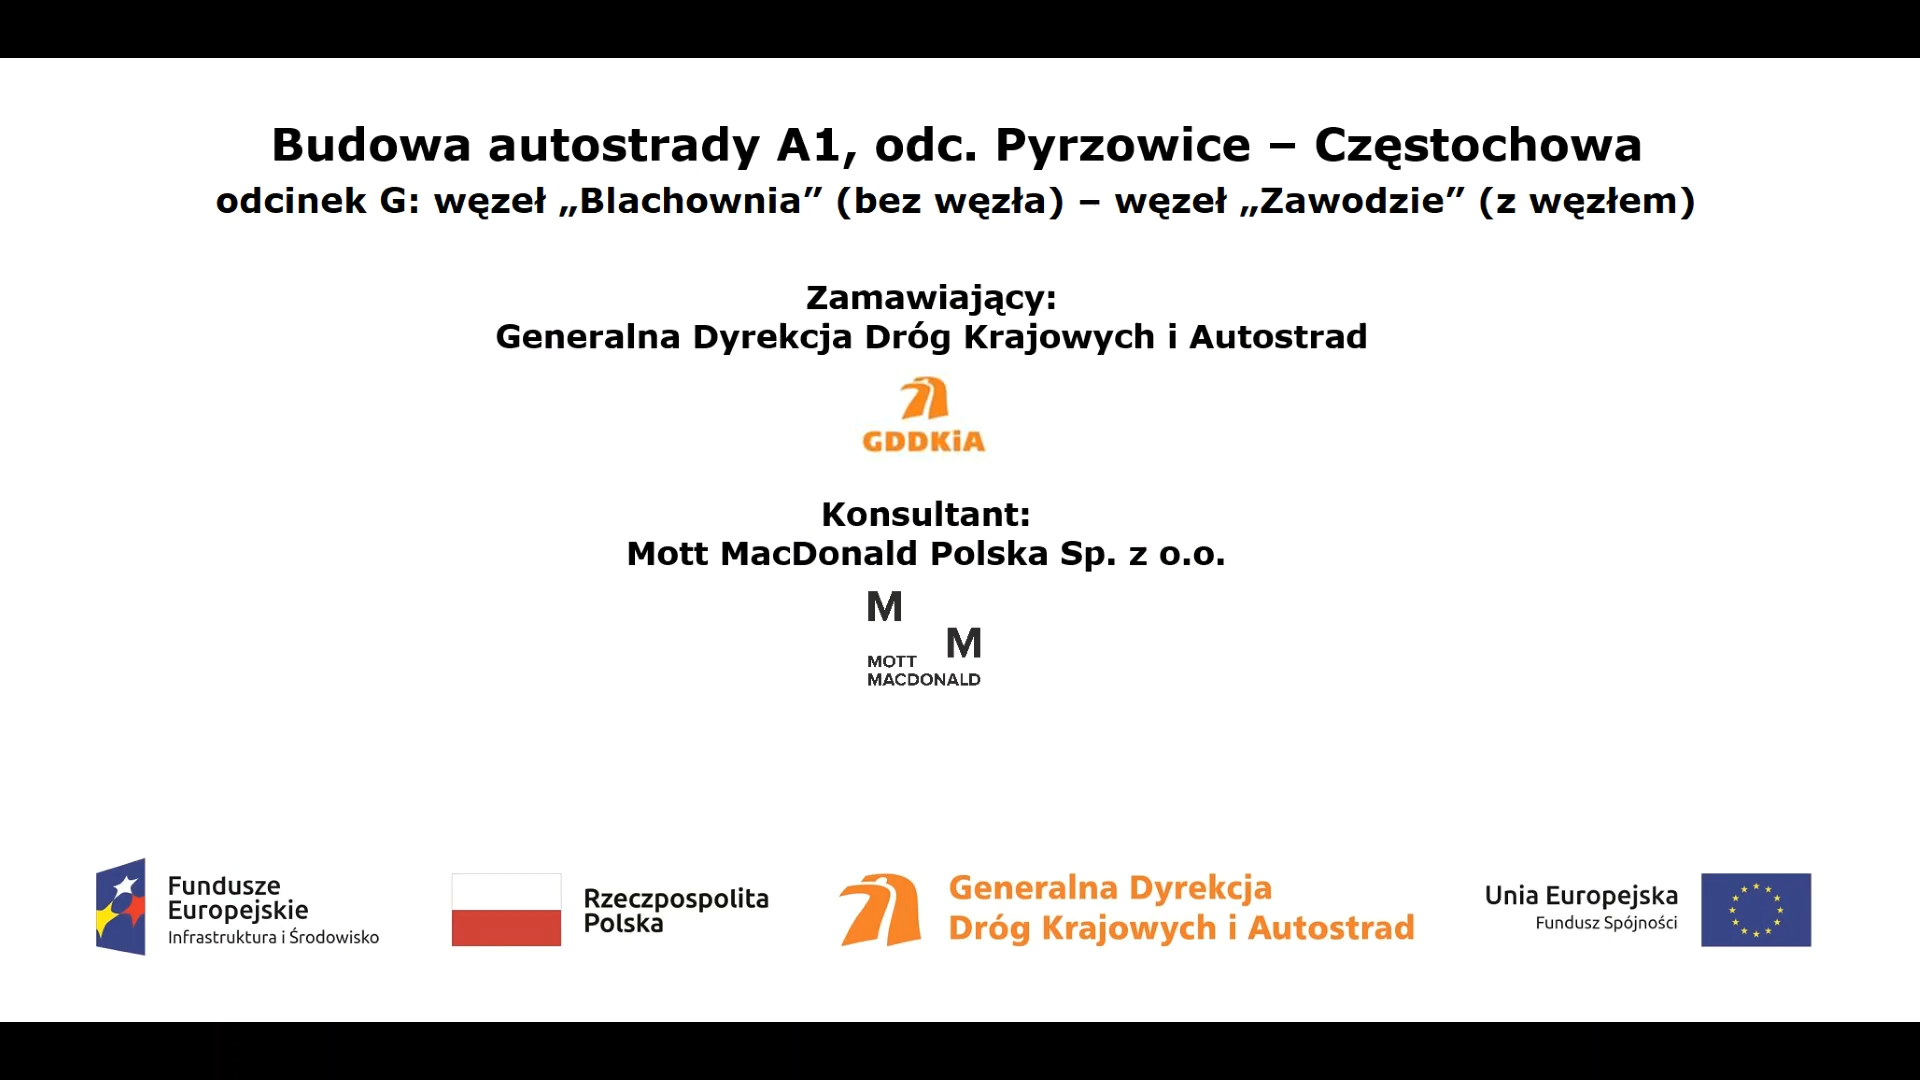 Budowa autostrady A1, odc. Pyrzowice – Częstochowa
odcinek G: węzeł „Blachownia” (bez węzła) – węzeł „Zawodzie” (z węzłem)
Zamawiający:
Generalna Dyrekcja Dróg Krajowych i Autostrad
GDDKiA
Konsultant:
Mott MacDonald Polska Sp. z o.o.
M
M
MOTT
MACDONALD
Fundusze
Europejskie
Infrastruktura i Środowisko
Rzeczpospolita
Polska
Generalna Dyrekcja
Dróg Krajowych i Autostrad
Unia Europejska
Fundusz Spójności